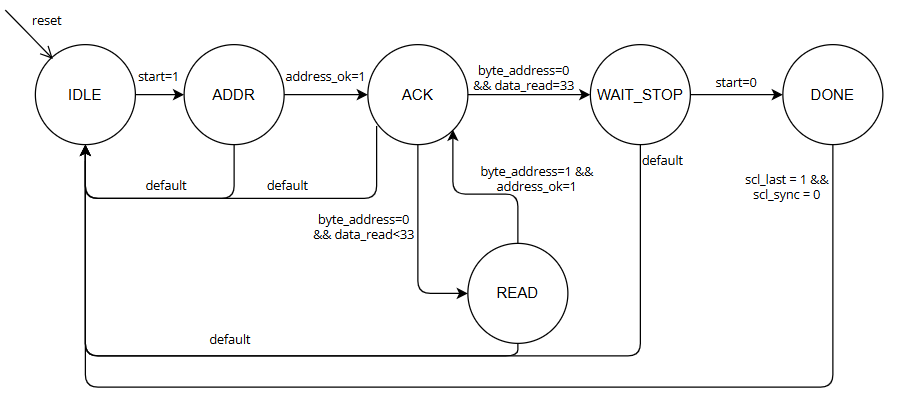 reset
IDLE
start=1
ADDR
address_ok=1
ACK
byte_address=0
&& data_read=33
WAIT_STOP
start=0
DONE
default
default
default
byte_address=1 &&
address_ok=1
scl_last = 1 &&
scl_sync = 0
byte_address=0
&& data_read<33
READ
default